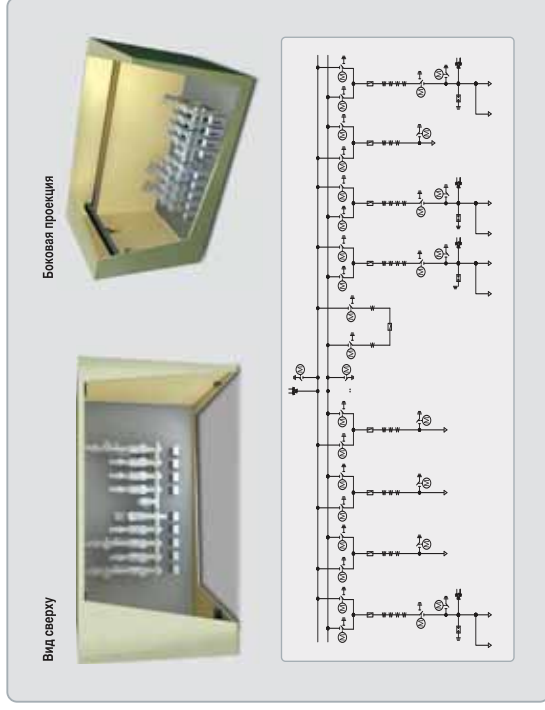 Вид сверху
Боковая проекция